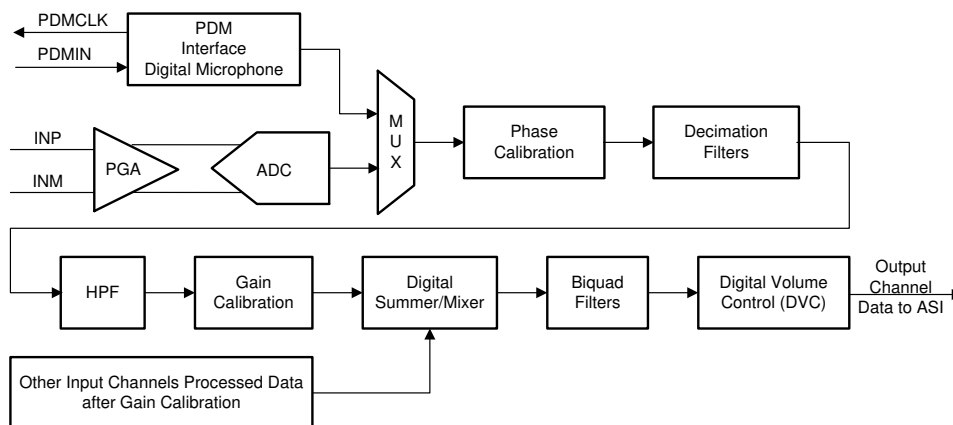 PDMCLK
PDMIN
PDM
Interface
Digital Microphone
INP
INM
PGA
ADC
M
U
X
Phase
Calibration
Decimation
Filters
HPF
Gain
Calibration
Digital
Summer/Mixer
Biquad
Filters
Digital Volume
Control (DVC)
Output
Channel
Data to ASI
Other Input Channels Processed Data
after Gain Calibration